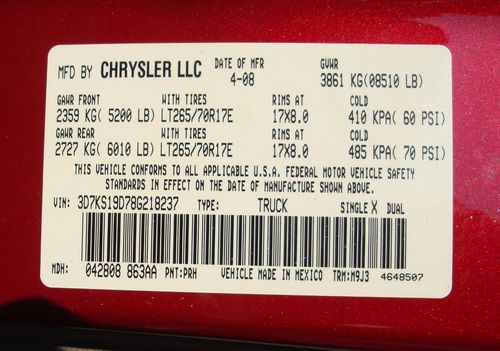 MFD BY CHRYSLER LLC DATE OF MFR GVWR
4-08 3861 KG(08510 LB)
GAWR FRONT WITH TIRES RIMS AT COLD
2359 KG( 5200 LB) LT265/70R17E 17X8.0 410 KPA( 60 PSI)
GAWR REAR WITH TIRES RIMS AT COLD
2727 KG( 6010 LB) LT265/70R17E 17X8.0 485 KPA( 70 PSI)
THIS VEHICLE CONFORMS TO ALL APPLICABLE U.S.A. FEDERAL MOTOR VEHICLE SAFETY
STANDARDS IN EFFECT ON THE DATE OF MANUFACTURE SHOWN ABOVE.
VIN: 3D7KS19D78G218237 TYPE: TRUCK SINGLE X DUAL
MDH: 042808 863AA PNT:PRH VEHICLE MADE IN MEXICO TRM:M9J3 4648507